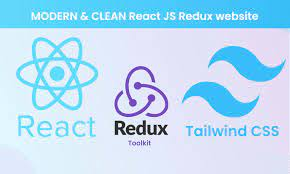 MODERN & CLEAN React JS Redux website
React
Redux
Toolkit
Tailwind CSS